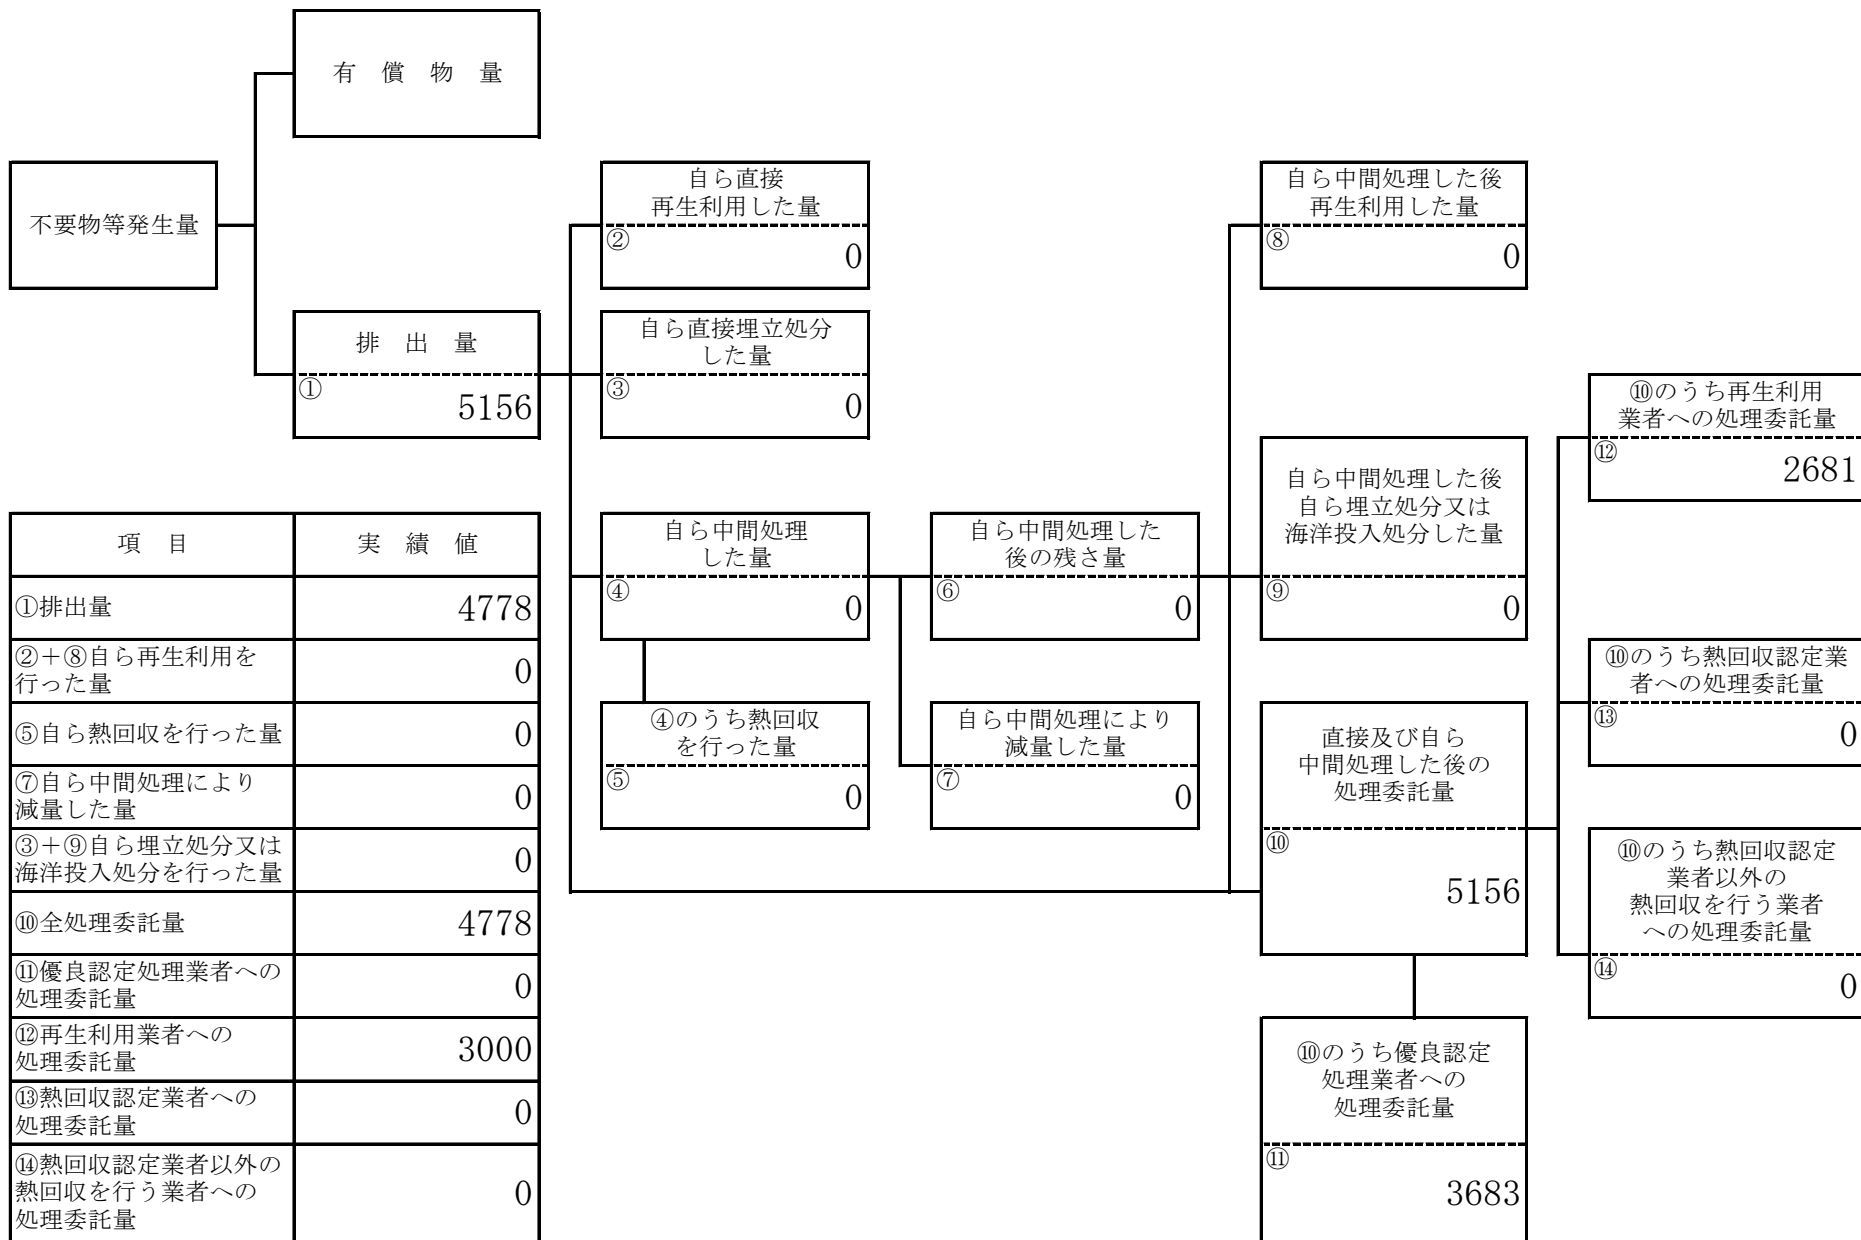 有 償 物 量
不要物等発生量
排 出 量
①
5156
自ら直接
再生利用した量
②
0
自ら直接埋立処分
した量
③
0
自ら中間処理
した量
④
0
④のうち熱回収
を行った量
⑤
0
自ら中間処理した
後の残さ量
⑥
0
自ら中間処理により
減量した量
⑦
0
自ら中間処理した後
再生利用した量
⑧
0
自ら中間処理した後
自ら埋立処分又は
海洋投入処分した量
⑨
0
直接及び自ら
中間処理した後の
処理委託量
⑩
5156
⑩のうち優良認定
処理業者への
処理委託量
⑪
3683
⑩のうち再生利用
業者への処理委託量
⑫
2681
⑩のうち熱回収認定業
者への処理委託量
⑬
0
⑩のうち熱回収認定
業者以外の
熱回収を行う業者
への処理委託量
⑭
0
項 目 実 績 値
①排出量 4778
②＋⑧自ら再生利用を
行った量 0
⑤自ら熱回収を行った量 0
⑦自ら中間処理により
減量した量 0
③＋⑨自ら埋立処分又は
海洋投入処分を行った量 0
⑩全処理委託量 4778
⑪優良認定処理業者への
処理委託量 0
⑫再生利用業者への
処理委託量 3000
⑬熱回収認定業者への
処理委託量 0
⑭熱回収認定業者以外の
熱回収を行う業者への
処理委託量 0